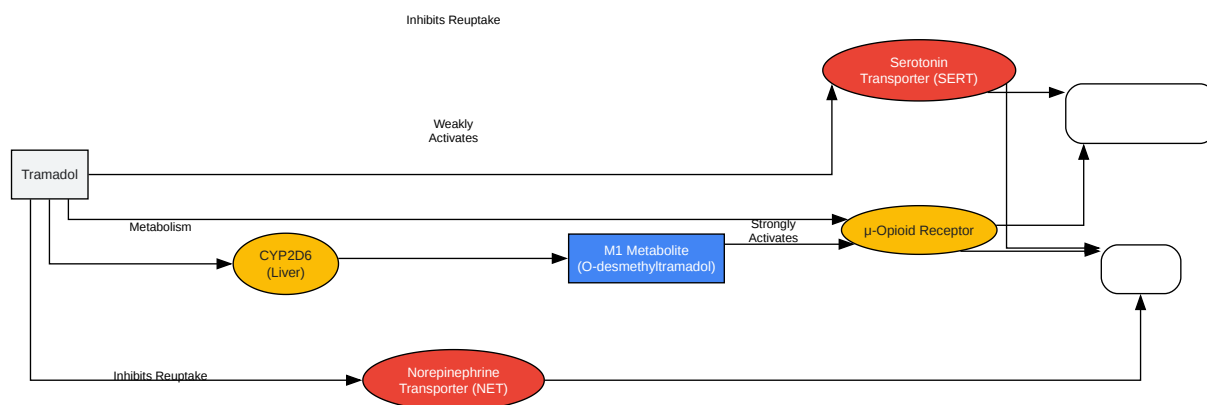 Inhibits Reuptake
Serotonin
Transporter (SERT)
Weakly
Activates
Tramadol
Metabolism
Strongly
Activates
μ-Opioid Receptor
CYP2D6
(Liver)
M1 Metabolite
(O-desmethyltramadol)
Inhibits Reuptake
Norepinephrine
Transporter (NET)